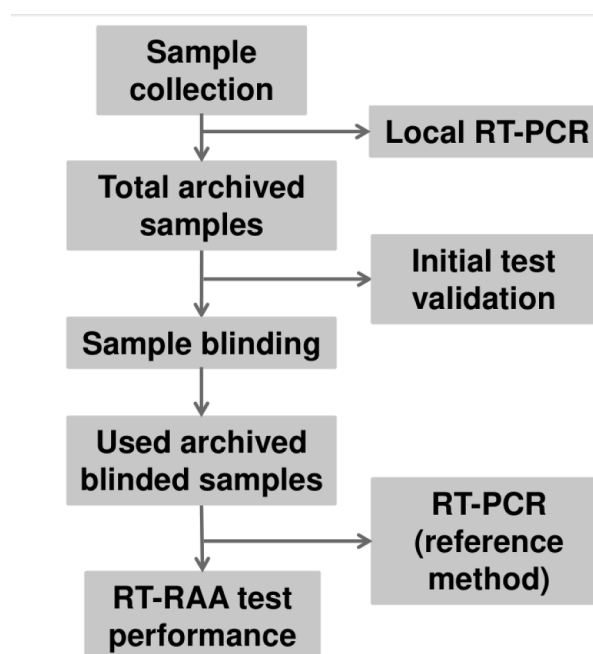 Sample
collection
Local RT-PCR
Total archived
samples
Initial test
validation
Sample blinding
Used archived
blinded samples
RT-PCR
(reference
method)
RT-RAA test
performance